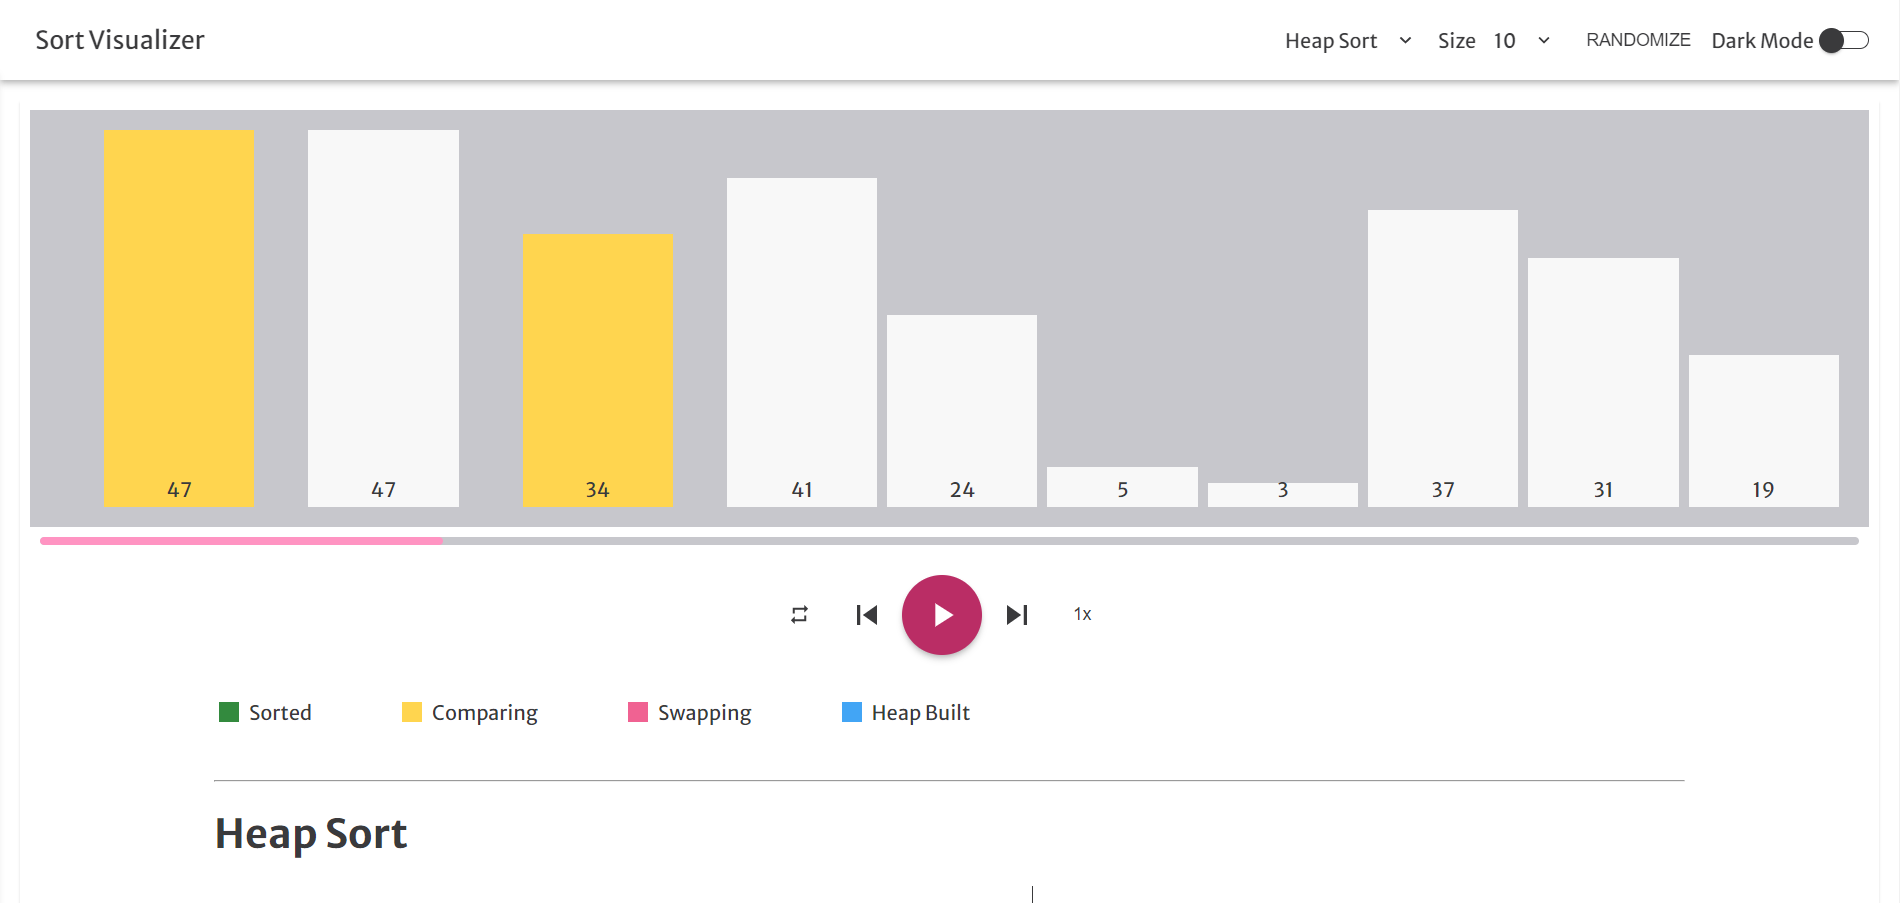 Sort Visualizer
Heap Sort Size 10 RANDOMIZE Dark Mode
47 47 34 41 24 5 3 37 31 19
1x
Sorted Comparing Swapping Heap Built
Heap Sort